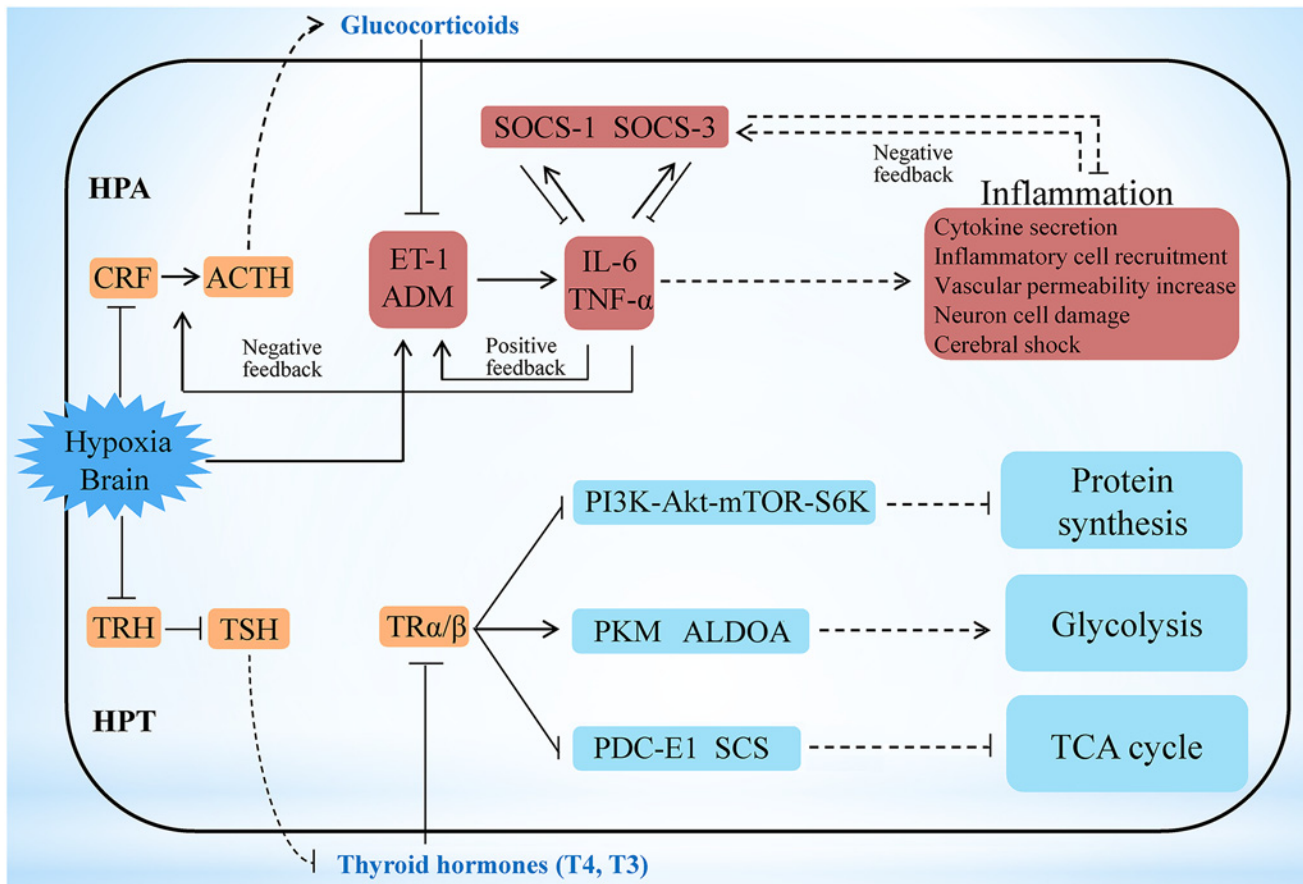 Glucocorticoids
SOCS-1 SOCS-3
Negative
feedback
HPA
Inflammation
Cytokine secretion
Inflammatory cell recruitment
Vascular permeability increase
Neuron cell damage
Cerebral shock
CRF
ACTH
ET-1
ADM
IL-6
TNF-α
Negative
feedback
Positive
feedback
Hypoxia
Brain
PI3K-Akt-mTOR-S6K
Protein
synthesis
TRH
TSH
TRα/β
PKM ALDOA
Glycolysis
HPT
PDC-E1 SCS
TCA cycle
Thyroid hormones (T4, T3)